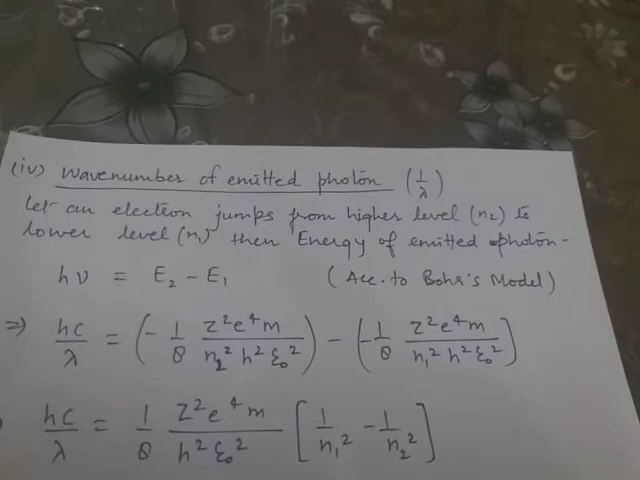 (iv) Wavenumber of emitted photon (1/λ)
Let an electron jumps from higher level (n₂) to
lower level (n₁) then Energy of emitted photon-
hν = E₂ - E₁ (Acc. to Bohr's Model)
=> hc/λ = (- 1/8 Z²e⁴m/n₂²h²ε₀²) - (- 1/8 Z²e⁴m/n₁²h²ε₀²)
hc/λ = 1/8 Z²e⁴m/h²ε₀² [1/n₁² - 1/n₂²]